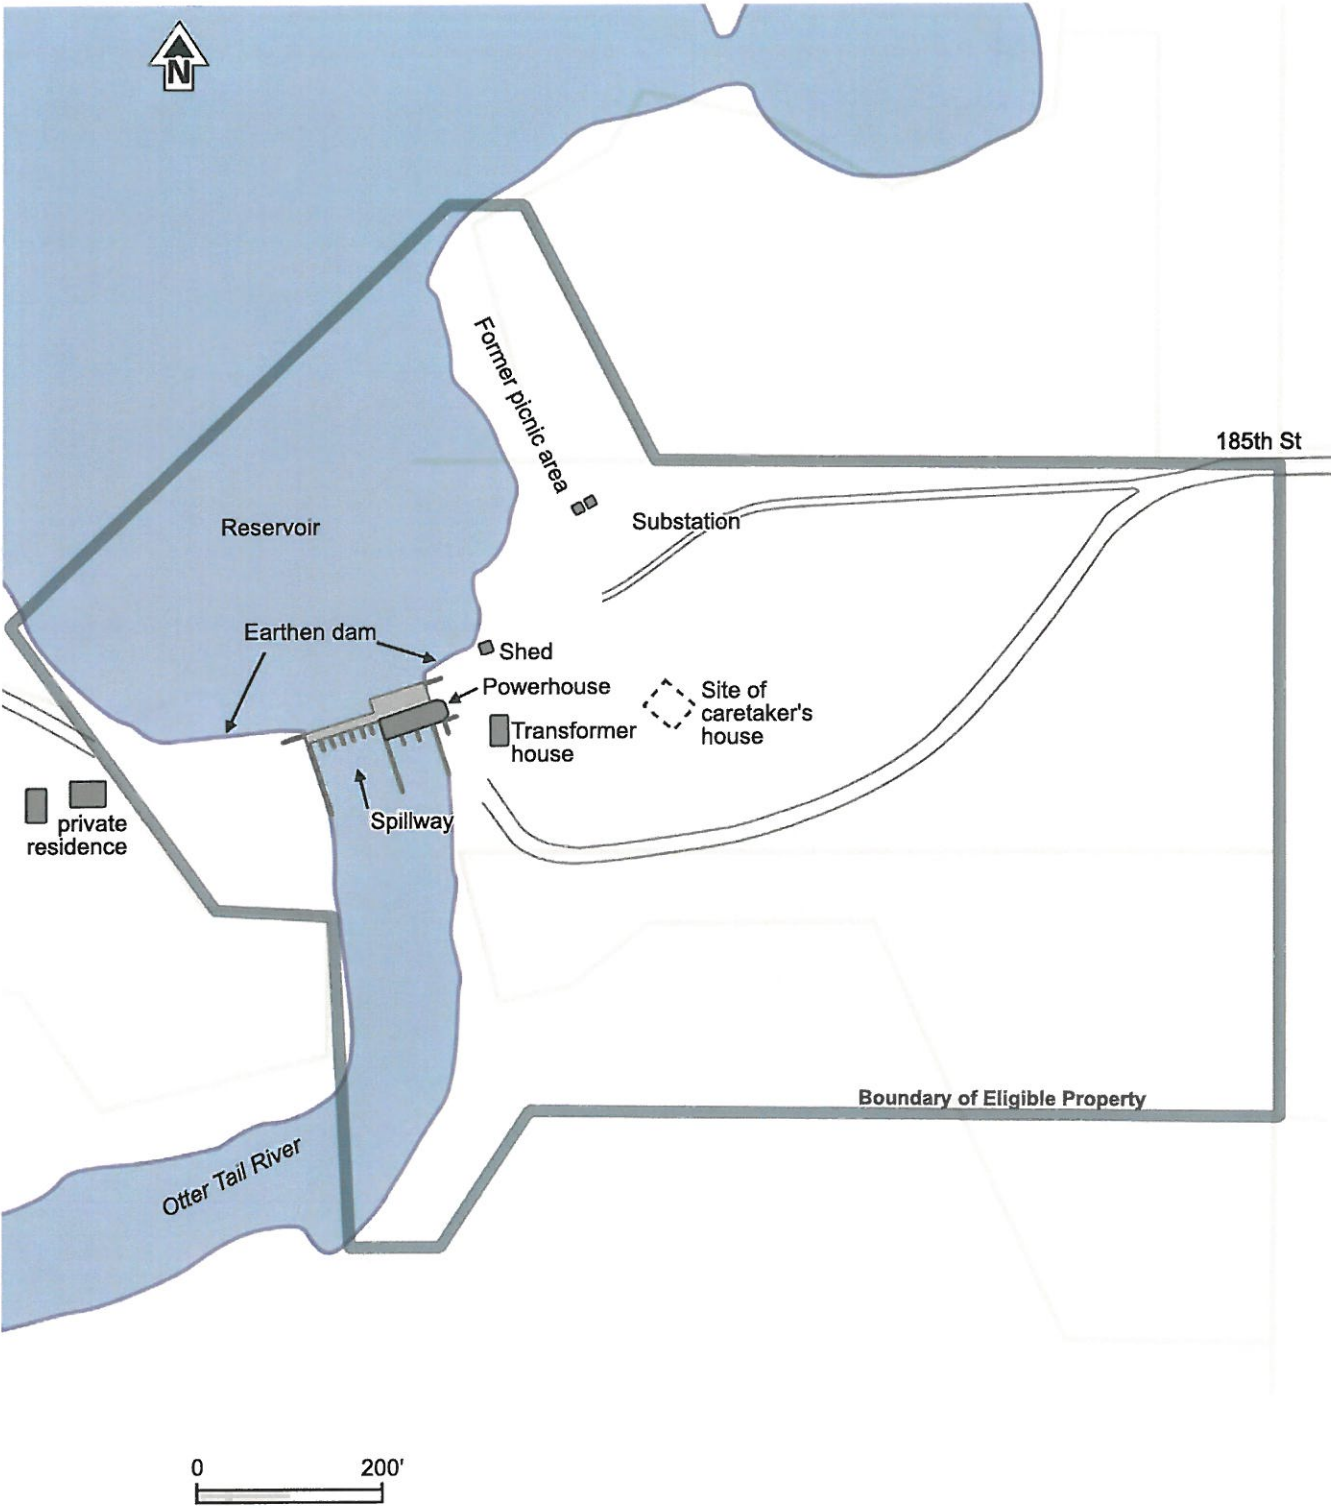 N
185th St
Former picnic area
Substation
Reservoir
Earthen dam
Shed
Powerhouse
Site of
caretaker's
house
Transformer
house
Spillway
private
residence
Boundary of Eligible Property
Otter Tail River
0 200'